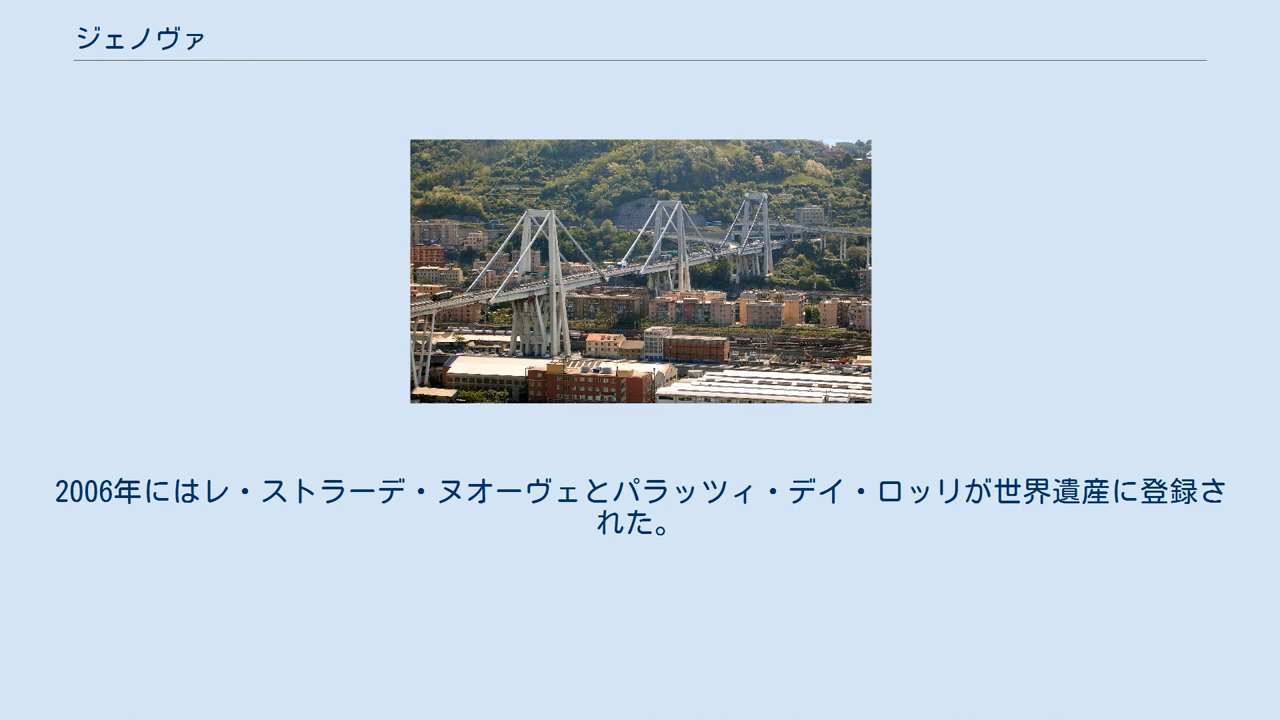 ジェノヴァ
2006年にはレ・ストラーデ・ヌオーヴェとパラッツィ・デイ・ロッリが世界遺産に登録さ
れた。